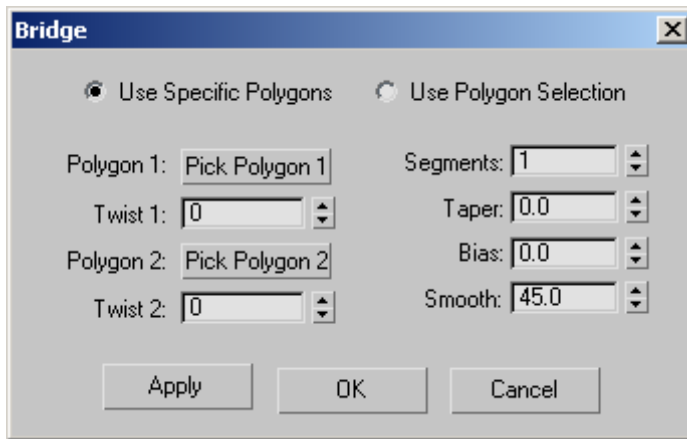 Bridge
Use Specific Polygons Use Polygon Selection
Polygon 1: Pick Polygon 1 Segments: 1
Twist 1: 0 Taper: 0.0
Polygon 2: Pick Polygon 2 Bias: 0.0
Twist 2: 0 Smooth: 45.0
Apply OK Cancel